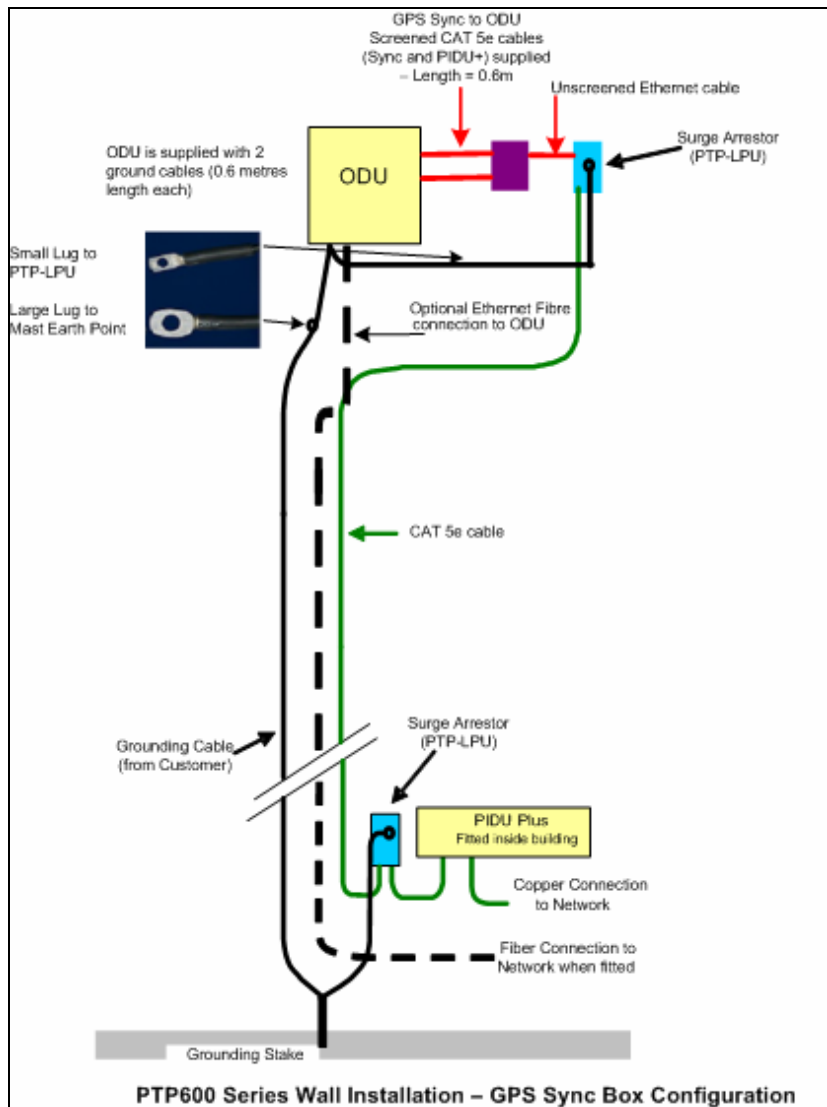 GPS Sync to ODU
Screened CAT 5e cables
(Sync and PIDU+) supplied
– Length = 0.6m
Unscreened Ethernet cable
Surge Arrestor
(PTP-LPU)
ODU is supplied with 2
ground cables (0.6 metres
length each)
ODU
Small Lug to
PTP-LPU
Large Lug to
Mast Earth Point
Optional Ethernet Fibre
connection to ODU
CAT 5e cable
Grounding Cable
(from Customer)
Surge Arrestor
(PTP-LPU)
PIDU Plus
Fitted inside building
Copper Connection
to Network
Fiber Connection to
Network when fitted
Grounding Stake
PTP600 Series Wall Installation – GPS Sync Box Configuration